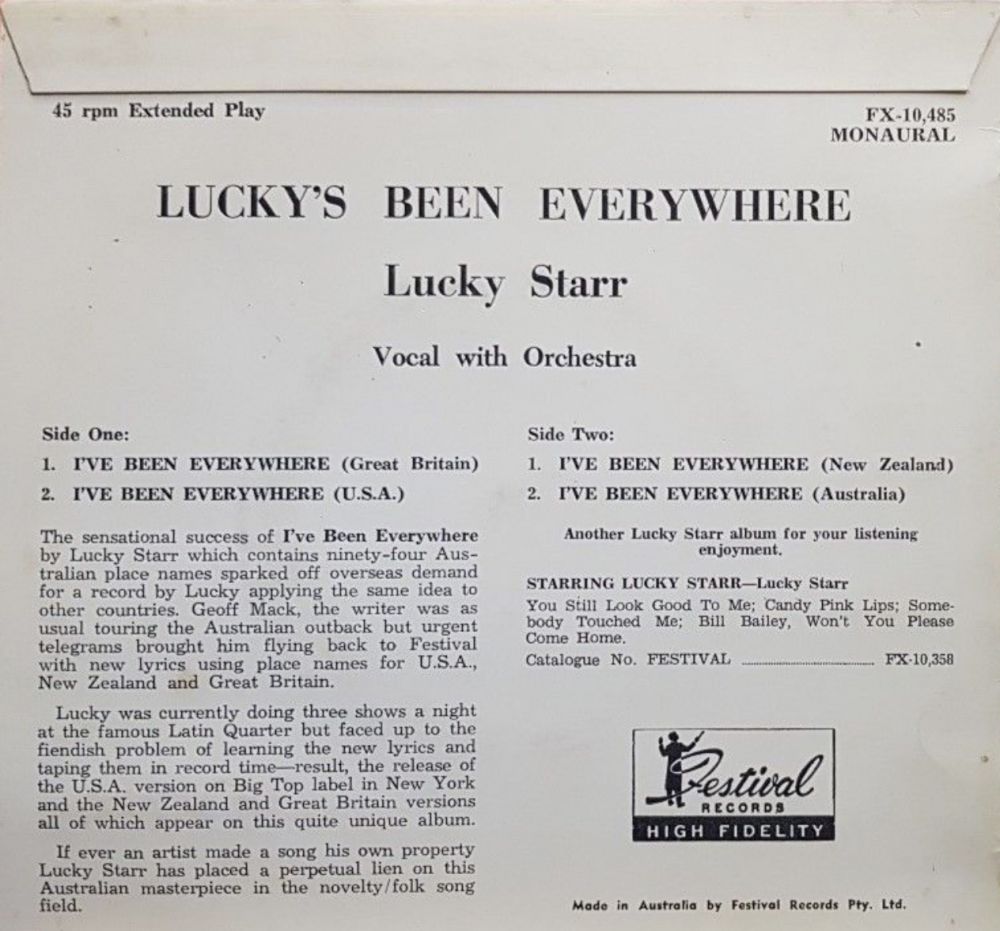 45 rpm Extended Play
FX-10,485
MONAURAL
LUCKY'S BEEN EVERYWHERE
Lucky Starr
Vocal with Orchestra
Side One:
1. I'VE BEEN EVERYWHERE (Great Britain)
2. I'VE BEEN EVERYWHERE (U.S.A.)
The sensational success of I've Been Everywhere
by Lucky Starr which contains ninety-four Aus-
tralian place names sparked off overseas demand
for a record by Lucky applying the same idea to
other countries. Geoff Mack, the writer was as
usual touring the Australian outback but urgent
telegrams brought him flying back to Festival
with new lyrics using place names for U.S.A.,
New Zealand and Great Britain.
Lucky was currently doing three shows a night
at the famous Latin Quarter but faced up to the
fiendish problem of learning the new lyrics and
taping them in record time—result, the release of
the U.S.A. version on Big Top label in New York
and the New Zealand and Great Britain versions
all of which appear on this quite unique album.
If ever an artist made a song his own property
Lucky Starr has placed a perpetual lien on this
Australian masterpiece in the novelty/folk song
field.
Side Two:
1. I'VE BEEN EVERYWHERE (New Zealand)
2. I'VE BEEN EVERYWHERE (Australia)
Another Lucky Starr album for your listening
enjoyment.
STARRING LUCKY STARR—Lucky Starr
You Still Look Good To Me; Candy Pink Lips; Some-
body Touched Me; Bill Bailey, Won't You Please
Come Home.
Catalogue No. FESTIVAL ........................ FX-10,358
Festival
RECORDS
HIGH FIDELITY
Made in Australia by Festival Records Pty. Ltd.